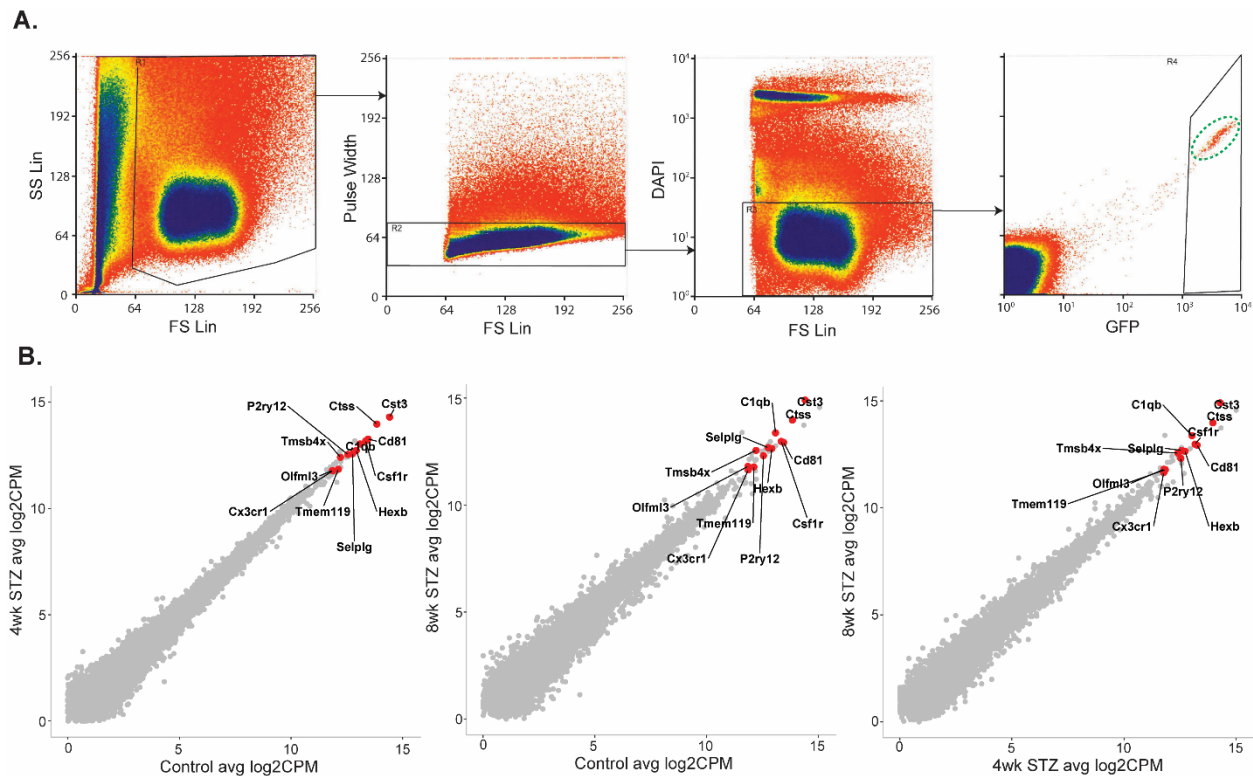 A.
256
192
128
64
0
SS Lin
R1
0 64 128 192 256
FS Lin
256
192
128
64
0
Pulse Width
R2
64 128 192 256
FS Lin
10⁴
10³
10²
10¹
10⁰
DAPI
R3
64 128 192 256
FS Lin
R4
10⁰ 10¹ 10² 10³ 10⁴
GFP
B.
15
10
5
0
4wk STZ avg log2CPM
P2ry12
Ctss
Cst3
Tmsb4x
C1qb
Cd81
Olfml3
Csf1r
Cx3cr1
Tmem119
Hexb
Selplg
0 5 10 15
Control avg log2CPM
15
10
5
0
8wk STZ avg log2CPM
C1qb
Cst3
Ctss
Selplg
Tmsb4x
Cd81
Hexb
Olfml3
Tmem119
Csf1r
Cx3cr1
P2ry12
0 5 10 15
Control avg log2CPM
15
10
5
0
8wk STZ avg log2CPM
C1qb
Cst3
Ctss
Csf1r
Tmsb4x
Selplg
Cd81
Olfml3
P2ry12
Tmem119
Cx3cr1
Hexb
0 5 10 15
4wk STZ avg log2CPM